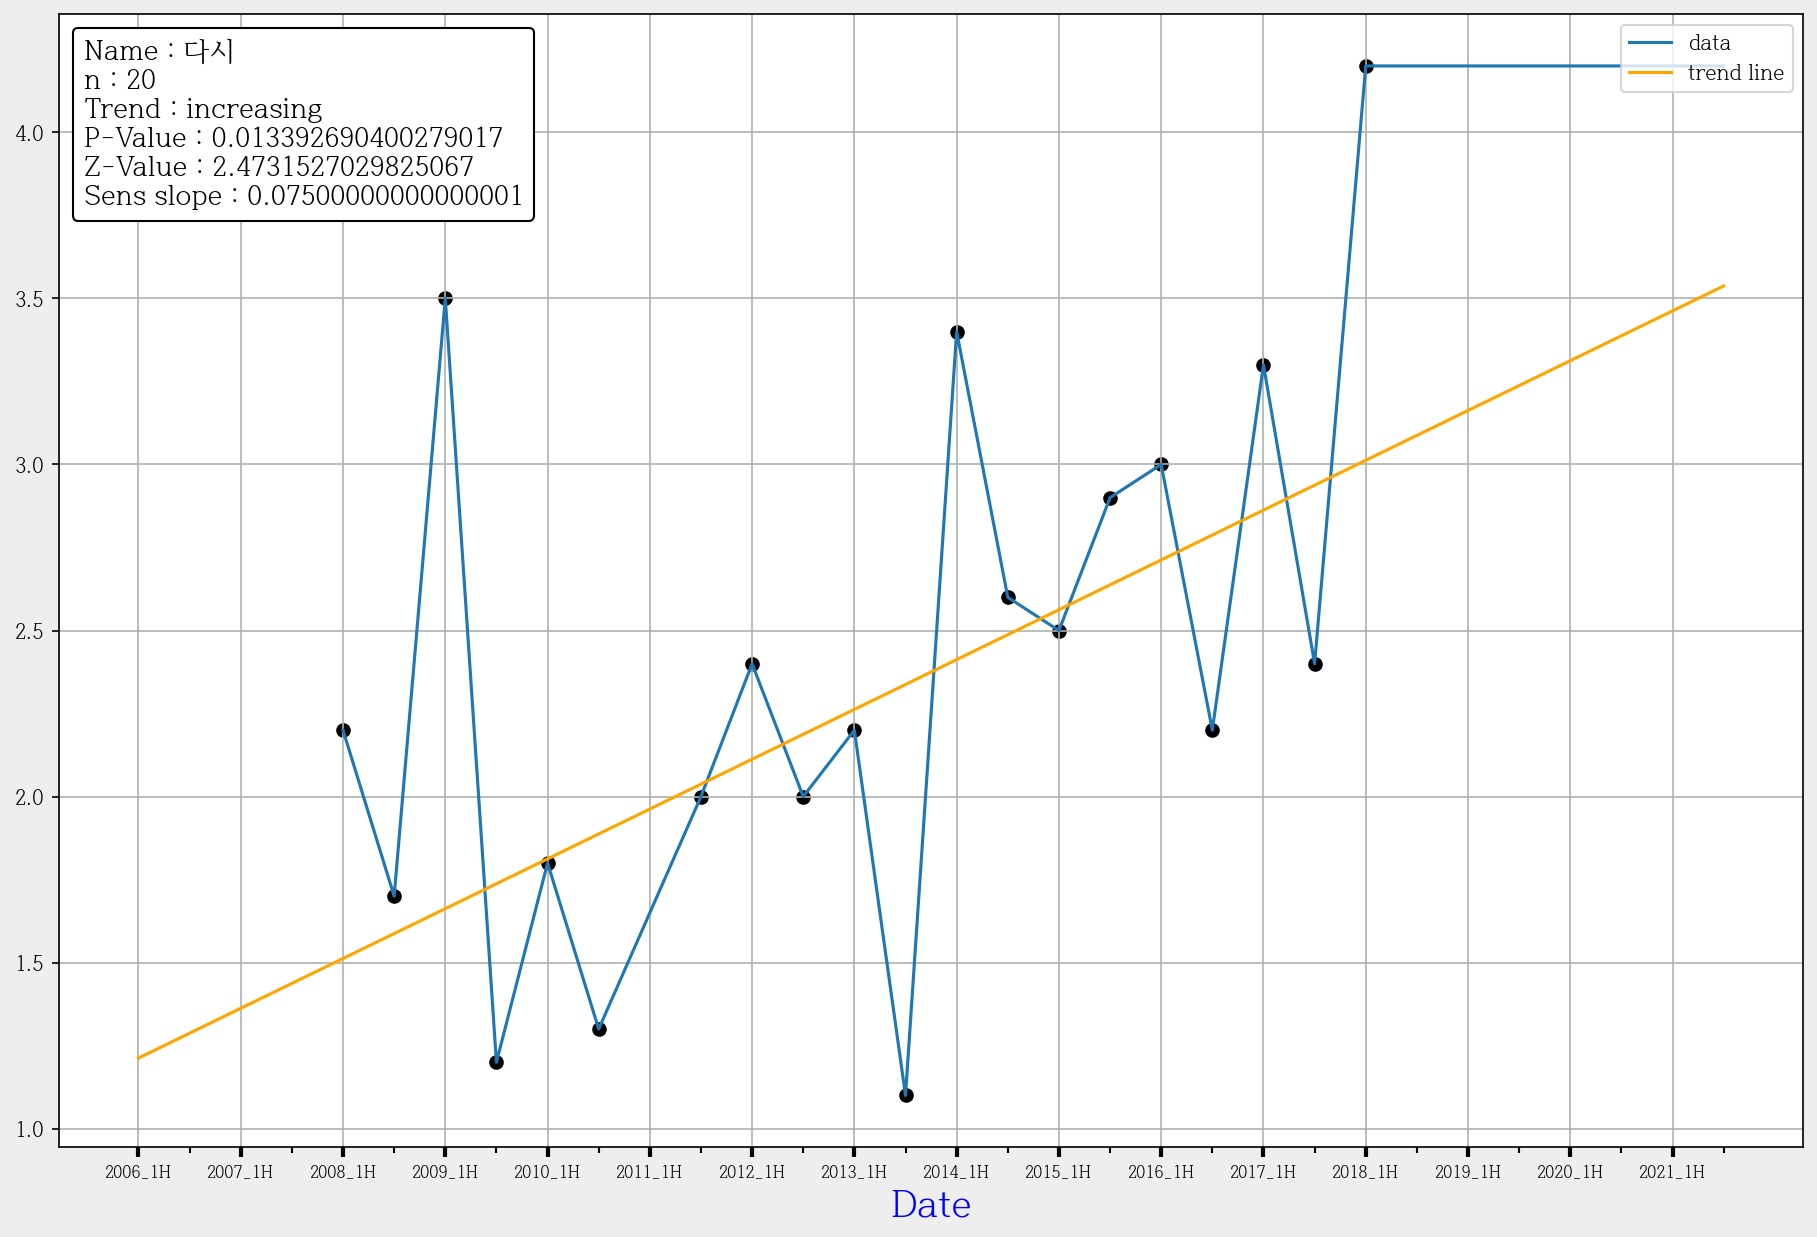 Name : 다시
n : 20
Trend : increasing
P-Value : 0.013392690400279017
Z-Value : 2.4731527029825067
Sens slope : 0.07500000000000001
data
trend line
4.0
3.5
3.0
2.5
2.0
1.5
1.0
2006_1H 2007_1H 2008_1H 2009_1H 2010_1H 2011_1H 2012_1H 2013_1H 2014_1H 2015_1H 2016_1H 2017_1H 2018_1H 2019_1H 2020_1H 2021_1H
Date